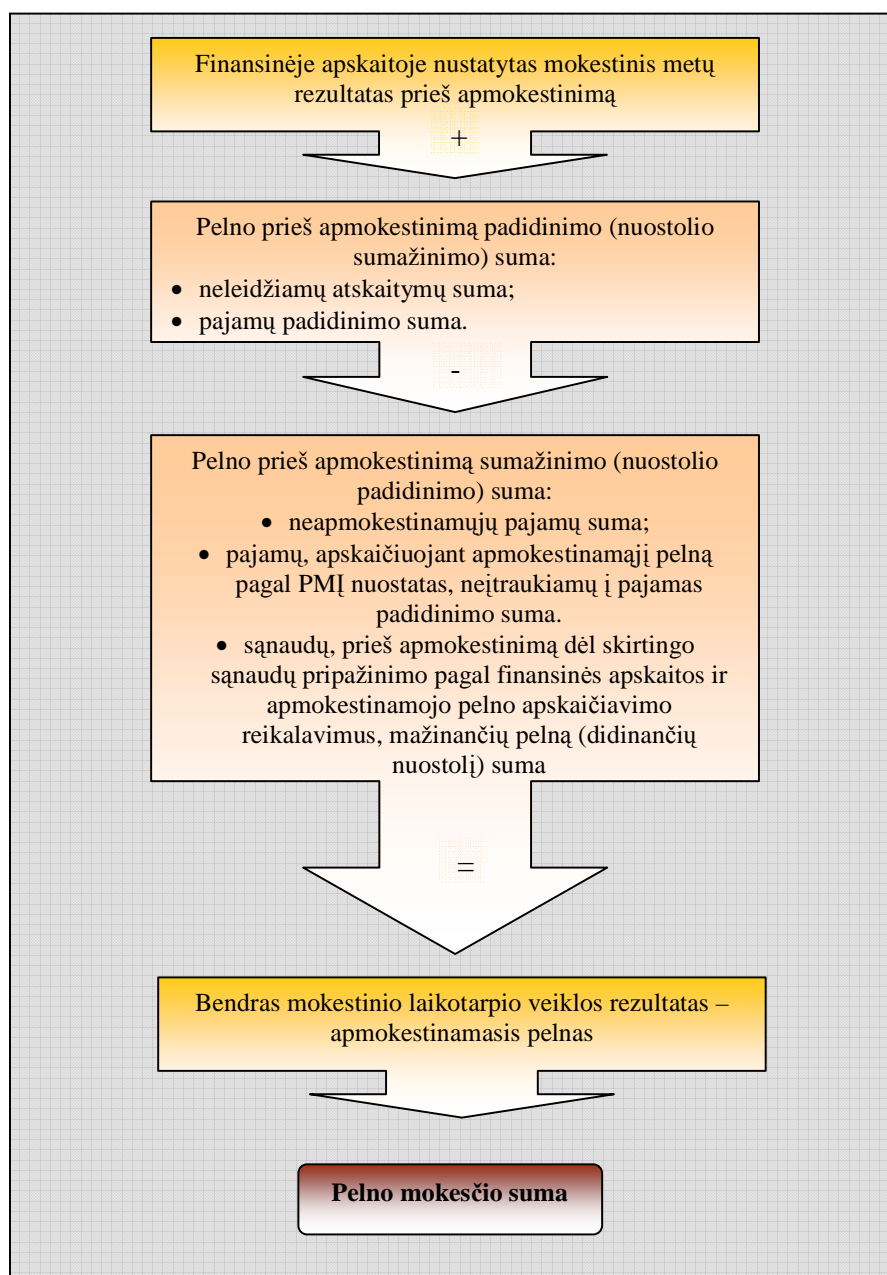 Finansinėje apskaitoje nustatytas mokestinis metų
rezultatas prieš apmokestinimą
+
Pelno prieš apmokestinimą padidinimo (nuostolio
sumažinimo) suma:
• neleidžiamų atskaitymų suma;
• pajamų padidinimo suma.
-
Pelno prieš apmokestinimą sumažinimo (nuostolio
padidinimo) suma:
• neapmokestinamųjų pajamų suma;
• pajamų, apskaičiuojant apmokestinamąjį pelną
pagal PMĮ nuostatas, neįtraukiamų į pajamas
padidinimo suma.
• sąnaudų, prieš apmokestinimą dėl skirtingo
sąnaudų pripažinimo pagal finansinės apskaitos ir
apmokestinamojo pelno apskaičiavimo
reikalavimus, mažinančių pelną (didinančių
nuostolį) suma
=
Bendras mokestinio laikotarpio veiklos rezultatas –
apmokestinamasis pelnas
Pelno mokesčio suma